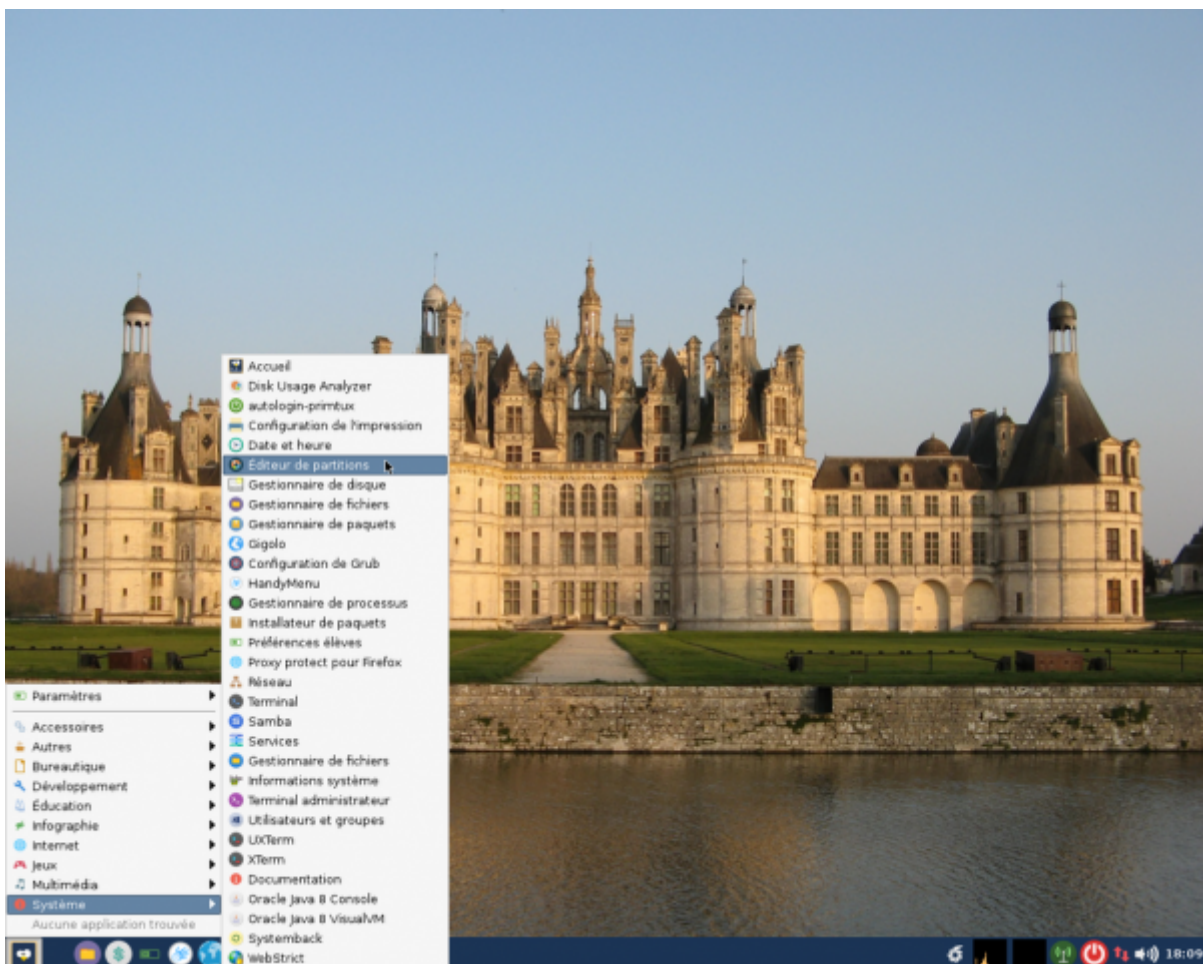 Accueil
Disk Usage Analyzer
autologin-primtux
Configuration de l'impression
Date et heure
Éditeur de partitions
Gestionnaire de disque
Gestionnaire de fichiers
Gestionnaire de paquets
Gigolo
Configuration de Grub
HandyMenu
Gestionnaire de processus
Installateur de paquets
Préférences élèves
Proxy protect pour Firefox
Réseau
Terminal
Samba
Services
Gestionnaire de fichiers
Informations système
Terminal administrateur
Utilisateurs et groupes
UXTerm
XTerm
Documentation
Oracle Java 8 Console
Oracle Java 8 VisualVM
Systemback
WebStrict
Paramètres
Accessoires
Autres
Bureautique
Développement
Éducation
Infographie
Internet
Jeux
Multimédia
Système
Aucune application trouvée
18:09